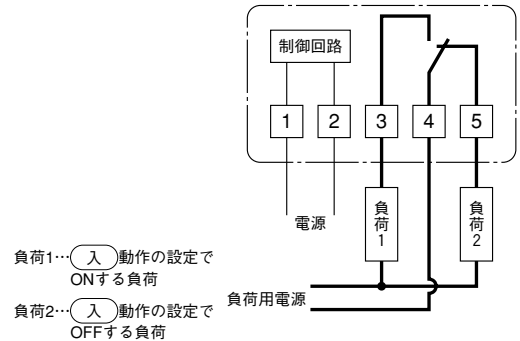 制御回路
1 2 3 4 5
電源
負荷1
負荷2
負荷用電源
負荷1…入動作の設定で
ONする負荷
負荷2…入動作の設定で
OFFする負荷